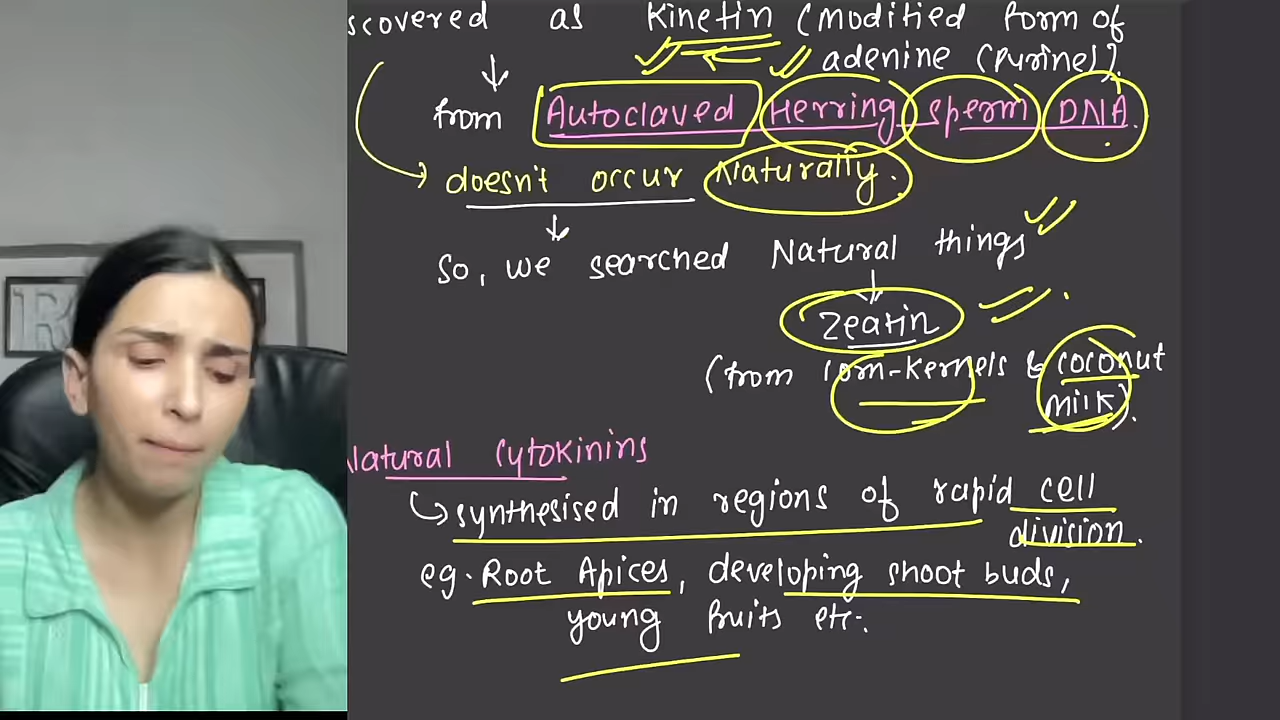 scovered as Kinetin (Modified form of
adenine (purine)).
from Autoclaved Herring sperm DNA.
doesn't occur Naturally.
So, we searched Natural things
Zeatin
(from corn-kernels & coconut
milk).
Natural Cytokinins
synthesised in regions of rapid cell
division.
eg. Root Apices, developing shoot buds,
young fruits etc.